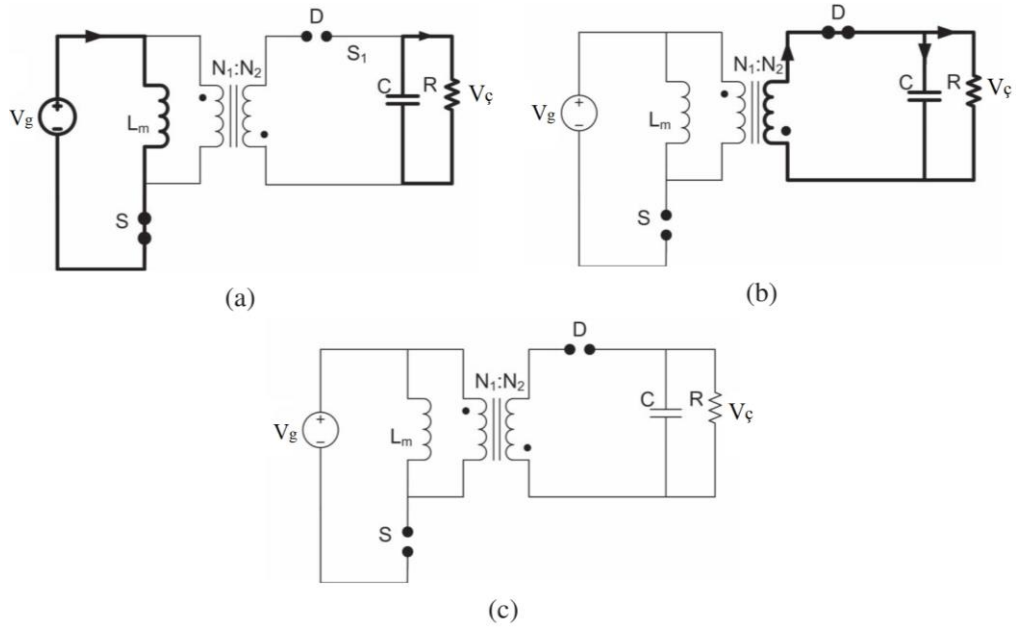 D
S₁
N₁:N₂
C
R
Vç
Vg
+
−
Lm
S
(a)
D
N₁:N₂
C
R
Vç
Vg
+
−
Lm
S
(b)
D
N₁:N₂
C
R
Vç
Vg
+
−
Lm
S
(c)